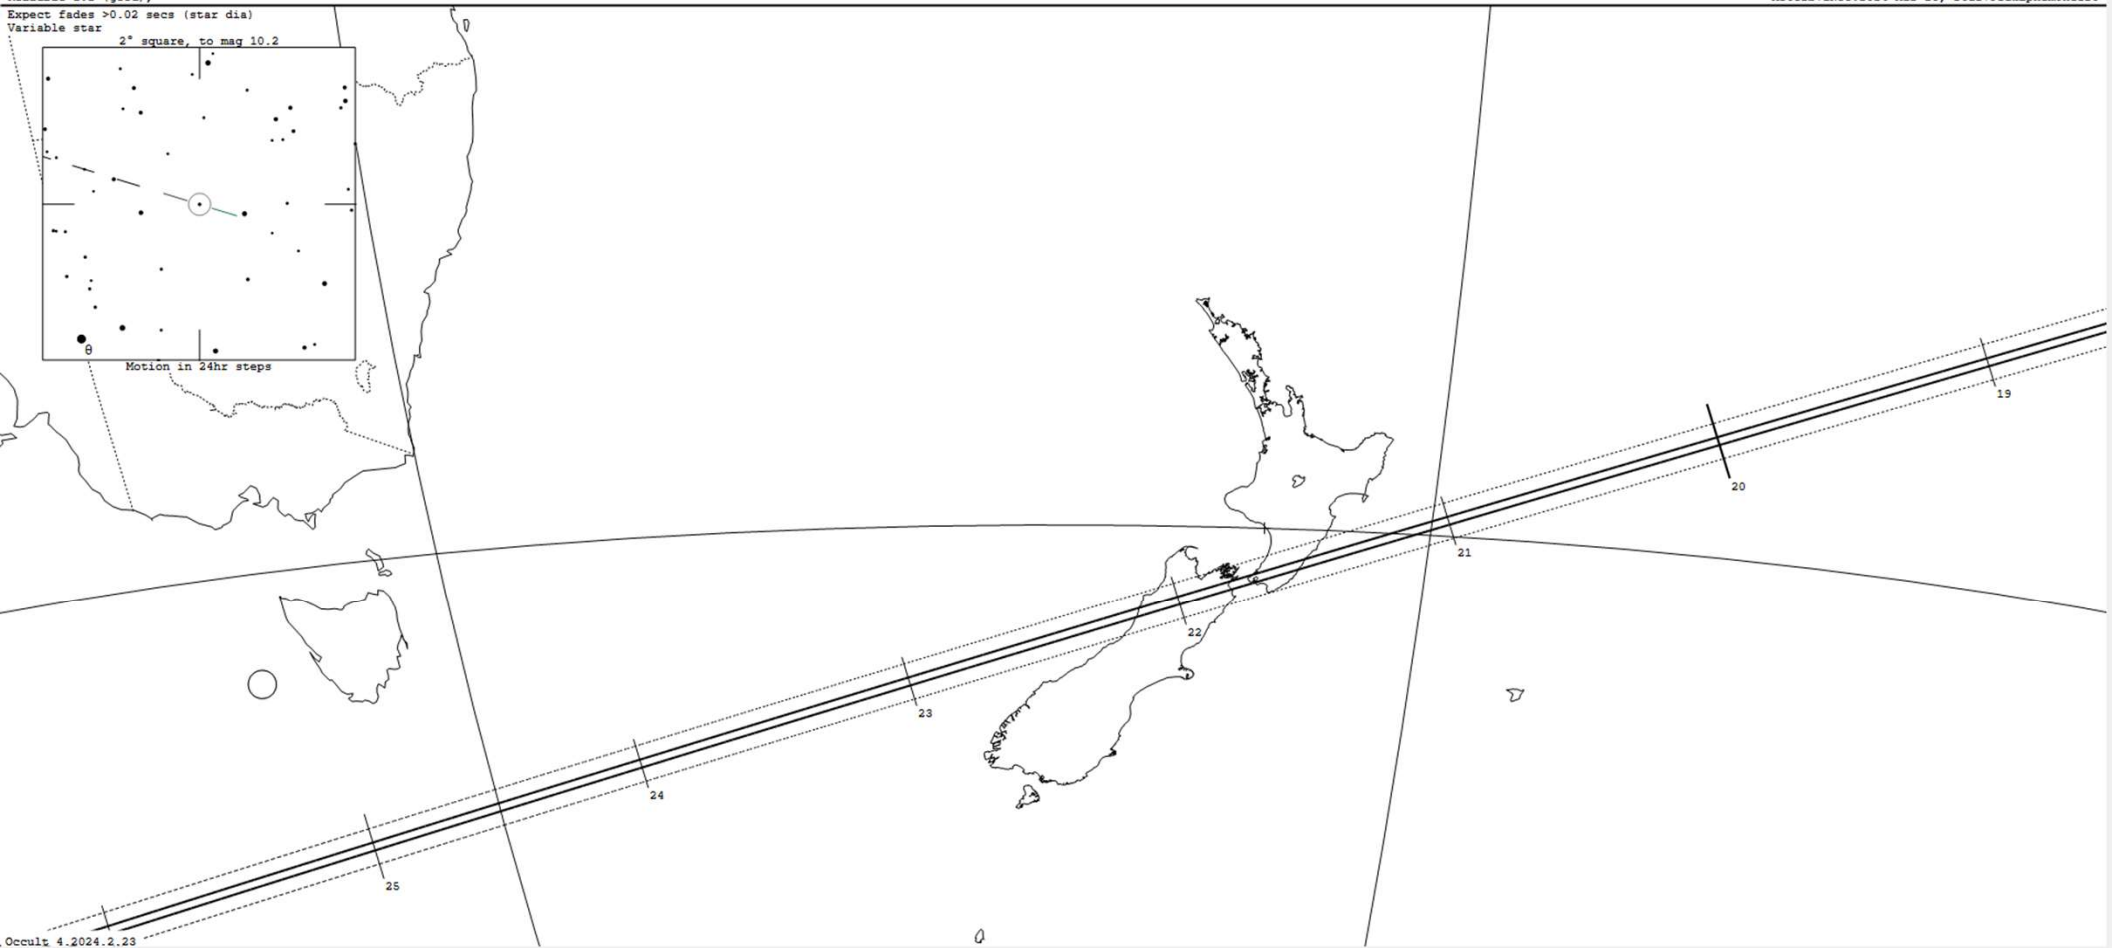 Expect fades >0.02 secs (star dia)
Variable star
2° square, to mag 10.2
θ
Motion in 24hr steps
19
20
21
22
23
24
25
Occult 4.2024.2.23